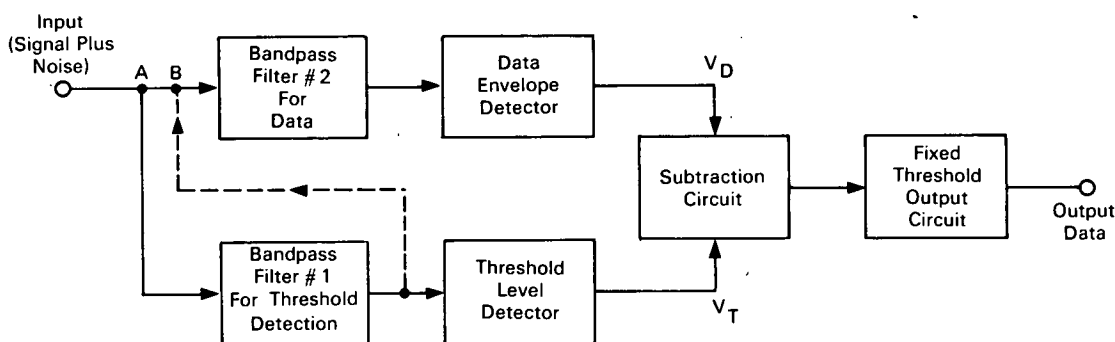 Input
(Signal Plus
Noise)
A
B
Bandpass
Filter #2
For
Data
Data
Envelope
Detector
V_D
Subtraction
Circuit
Fixed
Threshold
Output
Circuit
Output
Data
Bandpass
Filter #1
For Threshold
Detection
Threshold
Level
Detector
V_T